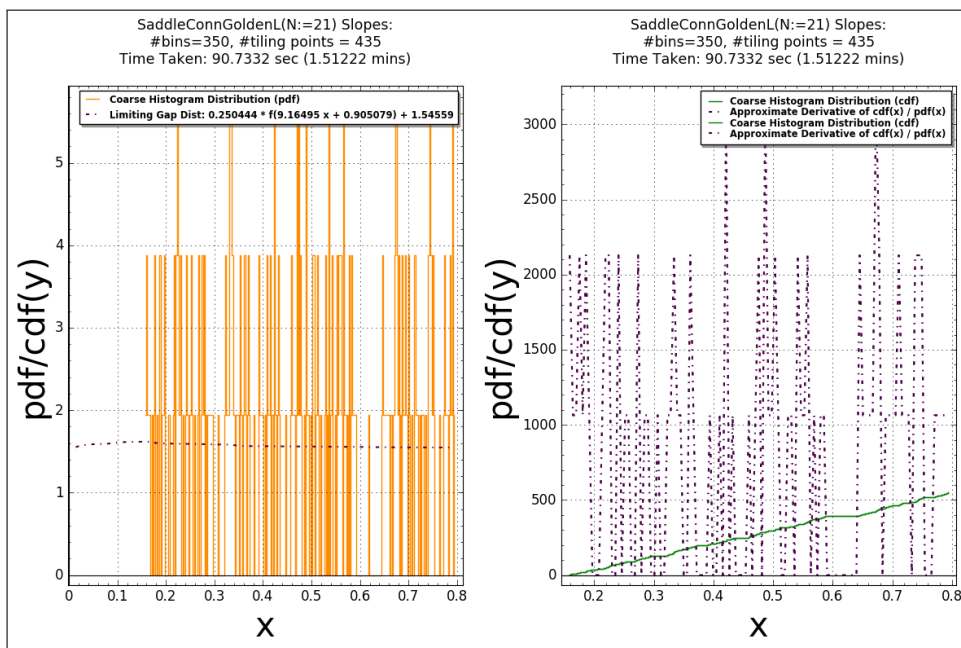 SaddleConnGoldenL(N:=21) Slopes:
#bins=350, #tiling points = 435
Time Taken: 90.7332 sec (1.51222 mins)
Coarse Histogram Distribution (pdf)
Limiting Gap Dist: 0.250444 * f(9.16495 x + 0.905079) + 1.54559
pdf/cdf(y)
5
4
3
2
1
0
0 0.1 0.2 0.3 0.4 0.5 0.6 0.7 0.8
x
SaddleConnGoldenL(N:=21) Slopes:
#bins=350, #tiling points = 435
Time Taken: 90.7332 sec (1.51222 mins)
Coarse Histogram Distribution (cdf)
Approximate Derivative of cdf(x) / pdf(x)
Coarse Histogram Distribution (cdf)
Approximate Derivative of cdf(x) / pdf(x)
pdf/cdf(y)
3000
2500
2000
1500
1000
500
0
0.2 0.3 0.4 0.5 0.6 0.7 0.8
x